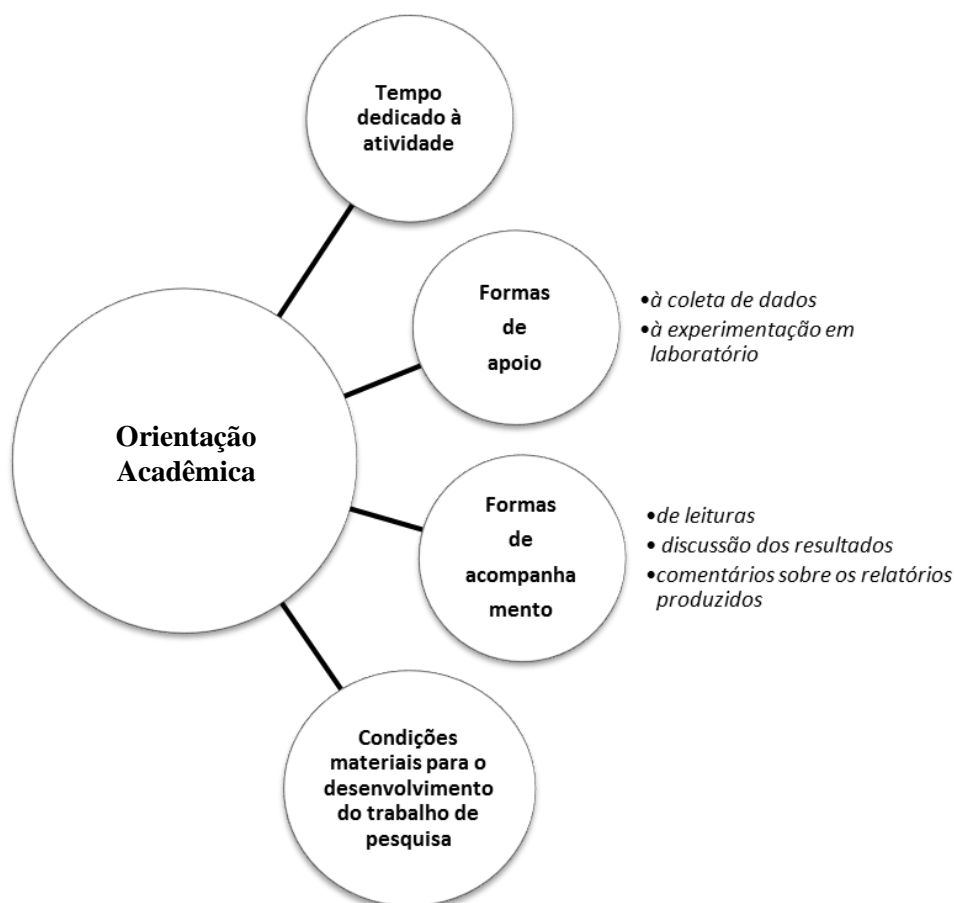 Tempo
dedicado à
atividade
Formas
de
apoio
•à coleta de dados
•à experimentação em
laboratório
Orientação
Acadêmica
Formas
de
acompanha
mento
•de leituras
• discussão dos resultados
•comentários sobre os relatórios
produzidos
Condições
materiais para o
desenvolvimento
do trabalho de
pesquisa